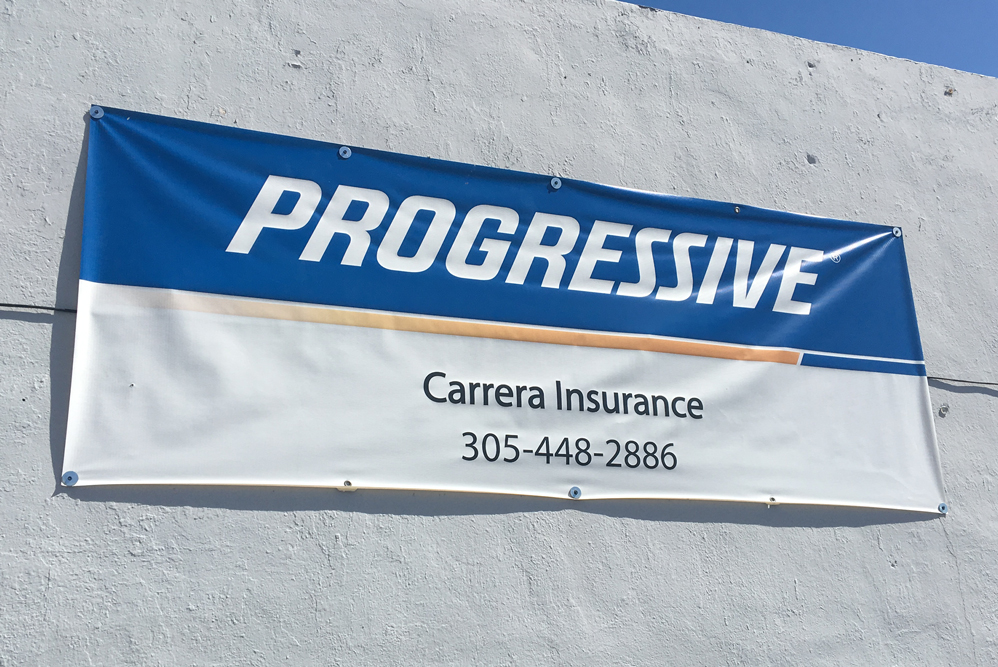 PROGRESSIVE®
Carrera Insurance
305-448-2886